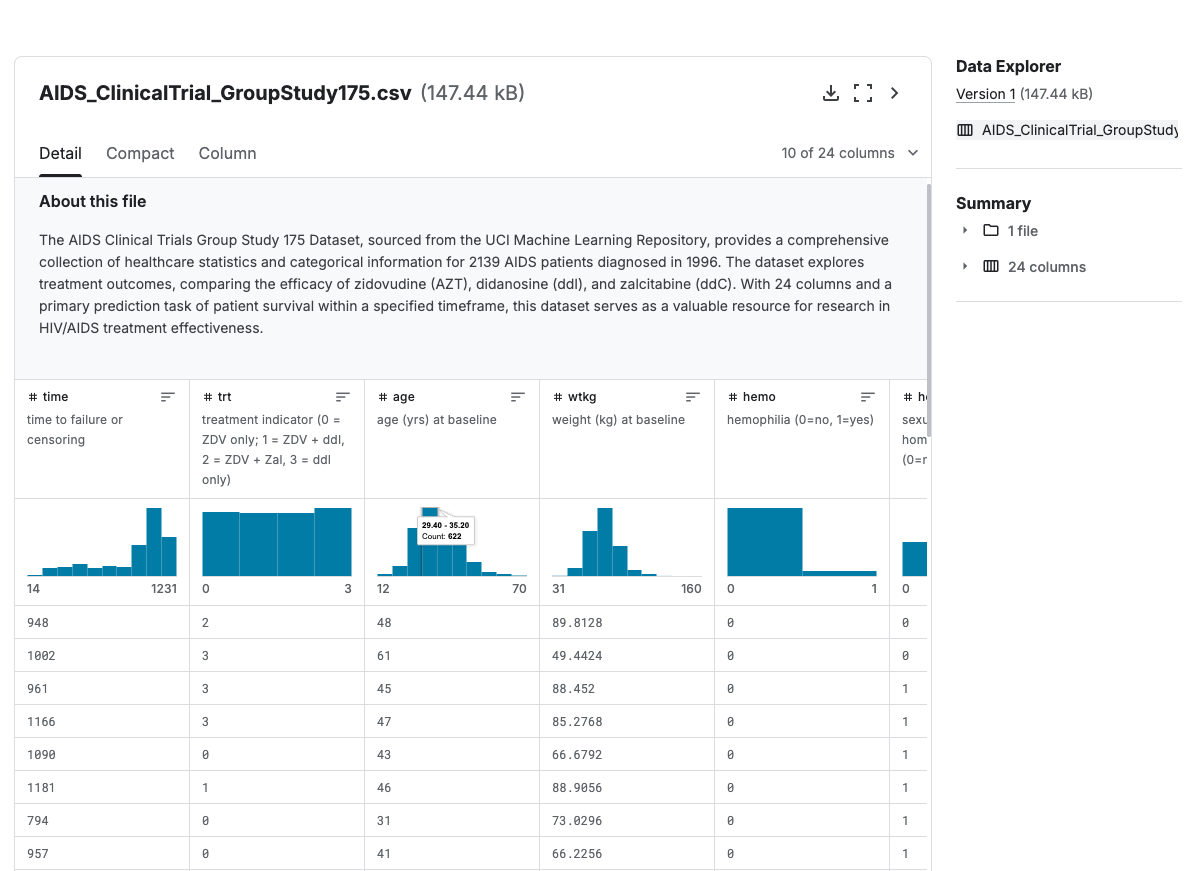 AIDS_ClinicalTrial_GroupStudy175.csv (147.44 kB)
Detail Compact Column 10 of 24 columns
About this file
The AIDS Clinical Trials Group Study 175 Dataset, sourced from the UCI Machine Learning Repository, provides a comprehensive
collection of healthcare statistics and categorical information for 2139 AIDS patients diagnosed in 1996. The dataset explores
treatment outcomes, comparing the efficacy of zidovudine (AZT), didanosine (ddI), and zalcitabine (ddC). With 24 columns and a
primary prediction task of patient survival within a specified timeframe, this dataset serves as a valuable resource for research in
HIV/AIDS treatment effectiveness.
# time
time to failure or
censoring
# trt
treatment indicator (0 =
ZDV only; 1 = ZDV + ddI,
2 = ZDV + Zal, 3 = ddI
only)
# age
age (yrs) at baseline
# wtkg
weight (kg) at baseline
# hemo
hemophilia (0=no, 1=yes)
# h
sexu
hom
(0=
29.40 - 35.20
Count: 622
14 1231 0 3 12 70 31 160 0 1 0
948 2 48 89.8128 0 0
1002 3 61 49.4424 0 0
961 3 45 88.452 0 1
1166 3 47 85.2768 0 1
1090 0 43 66.6792 0 1
1181 1 46 88.9056 0 1
794 0 31 73.0296 0 1
957 0 41 66.2256 0 1
Data Explorer
Version 1 (147.44 kB)
AIDS_ClinicalTrial_GroupStudy
Summary
1 file
24 columns